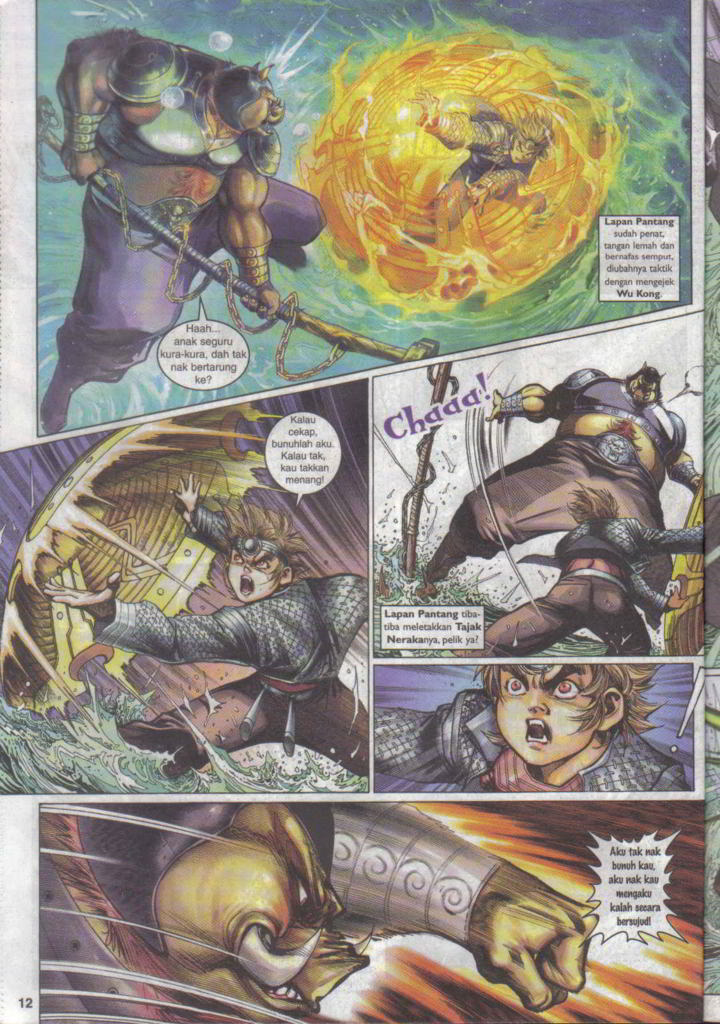 Lapan Pantang
sudah penat,
tangan lemah dan
bernafas semput,
diubahnya taktik
dengan mengejek
Wu Kong.
Haah...
anak seguru
kura-kura, dah tak
nak bertarung
ke?
Kalau
cekap,
bunuhlah aku.
Kalau tak,
kau takkan
menang!
Chaaa!
Lapan Pantang tiba-
tiba meletakkan Tajak
Nerakanya, pelik ya?
Aku tak nak
bunuh kau,
aku nak kau
mengaku
kalah secara
bersujud!
12